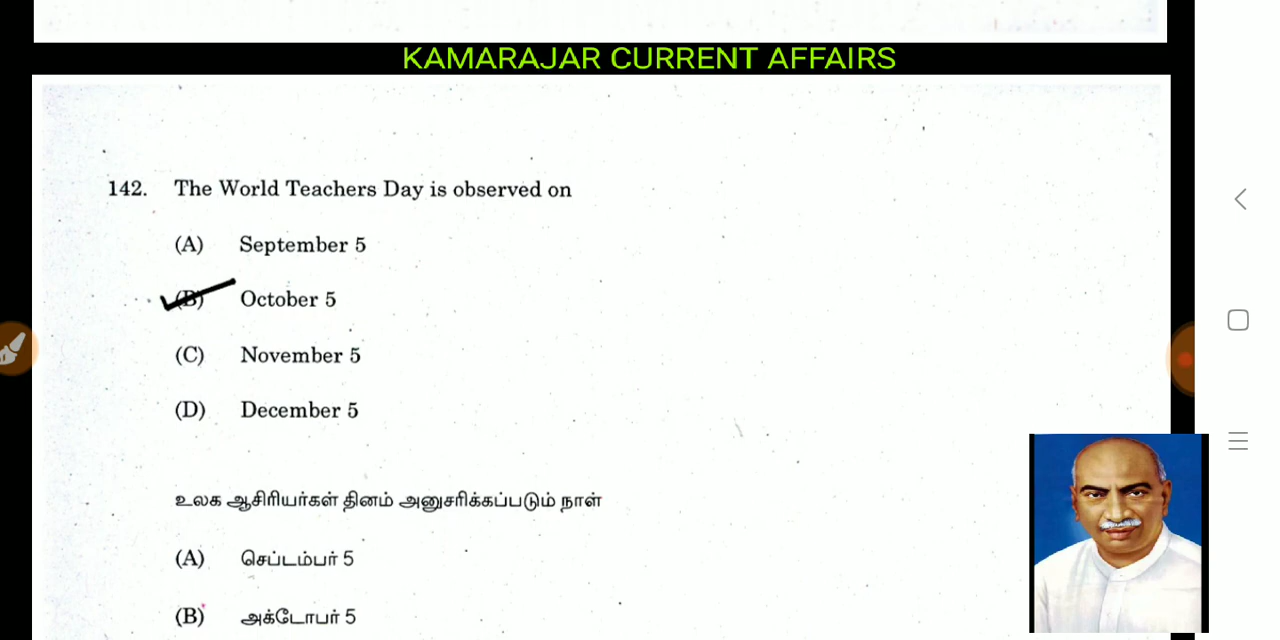 KAMARAJAR CURRENT AFFAIRS
142. The World Teachers Day is observed on
(A) September 5
(B) October 5
(C) November 5
(D) December 5
உலக ஆசிரியர்கள் தினம் அனுசரிக்கப்படும் நாள்
(A) செப்டம்பர் 5
(B) அக்டோபர் 5